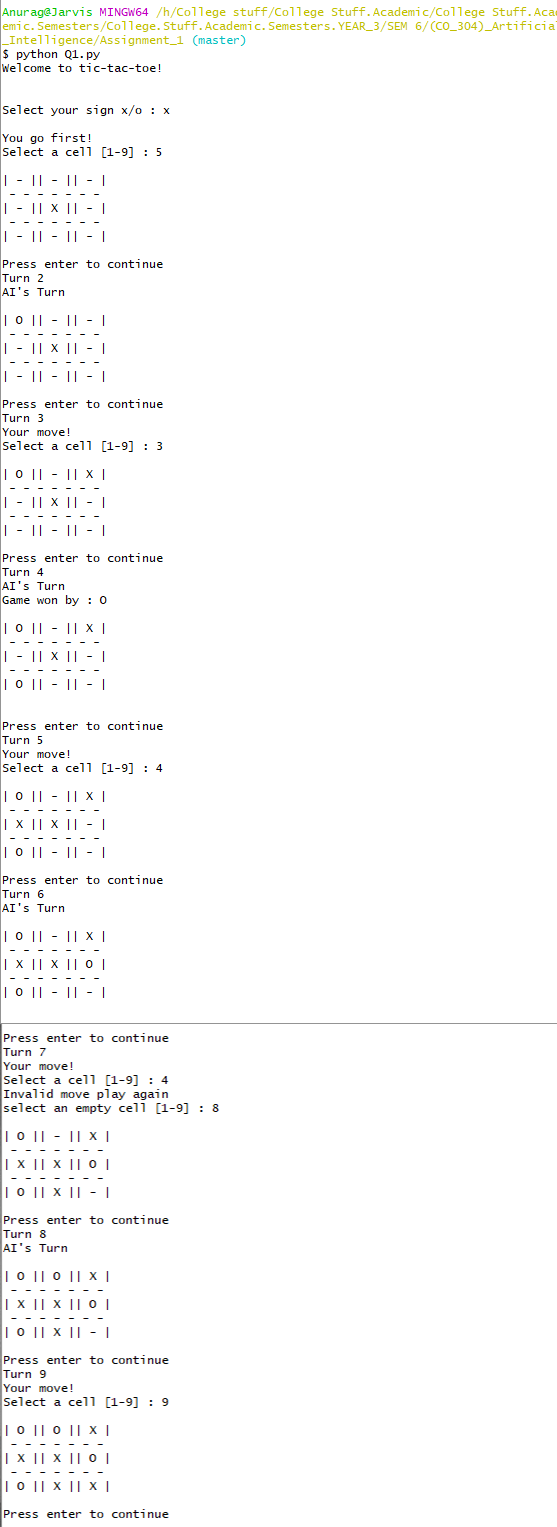 Anurag@Jarvis MINGW64 /h/College stuff/College Stuff.Academic/College Stuff.Acad
emic.Semesters/College.Stuff.Academic.Semesters.YEAR_3/SEM 6/(CO_304)_Artificial
_Intelligence/Assignment_1 (master)
$ python Q1.py
Welcome to tic-tac-toe!
Select your sign x/o : x
You go first!
Select a cell [1-9] : 5
| - || - || - |
- - - - - - -
| - || X || - |
- - - - - - -
| - || - || - |
Press enter to continue
Turn 2
AI's Turn
| O || - || - |
- - - - - - -
| - || X || - |
- - - - - - -
| - || - || - |
Press enter to continue
Turn 3
Your move!
Select a cell [1-9] : 3
| O || - || X |
- - - - - - -
| - || X || - |
- - - - - - -
| - || - || - |
Press enter to continue
Turn 4
AI's Turn
Game won by : O
| O || - || X |
- - - - - - -
| - || X || - |
- - - - - - -
| O || - || - |
Press enter to continue
Turn 5
Your move!
Select a cell [1-9] : 4
| O || - || X |
- - - - - - -
| X || X || - |
- - - - - - -
| O || - || - |
Press enter to continue
Turn 6
AI's Turn
| O || - || X |
- - - - - - -
| X || X || O |
- - - - - - -
| O || - || - |
Press enter to continue
Turn 7
Your move!
Select a cell [1-9] : 4
Invalid move play again
select an empty cell [1-9] : 8
| O || - || X |
- - - - - - -
| X || X || O |
- - - - - - -
| O || X || - |
Press enter to continue
Turn 8
AI's Turn
| O || O || X |
- - - - - - -
| X || X || O |
- - - - - - -
| O || X || - |
Press enter to continue
Turn 9
Your move!
Select a cell [1-9] : 9
| O || O || X |
- - - - - - -
| X || X || O |
- - - - - - -
| O || X || X |
Press enter to continue